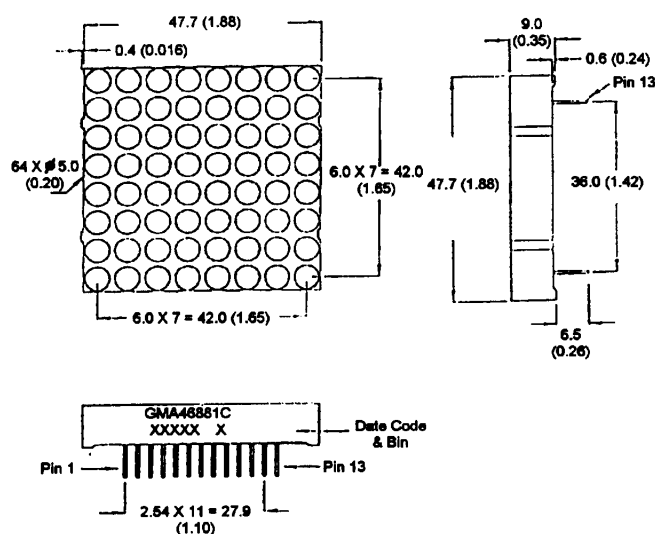 47.7 (1.88)
0.4 (0.016)
64 X ø 5.0
(0.20)
6.0 X 7 = 42.0
(1.65)
6.0 X 7 = 42.0 (1.65)
9.0
(0.35)
0.6 (0.24)
Pin 13
47.7 (1.88)
36.0 (1.42)
6.5
(0.26)
GMA46881C
XXXXX X
Date Code
& Bin
Pin 1
Pin 13
2.54 X 11 = 27.9
(1.10)